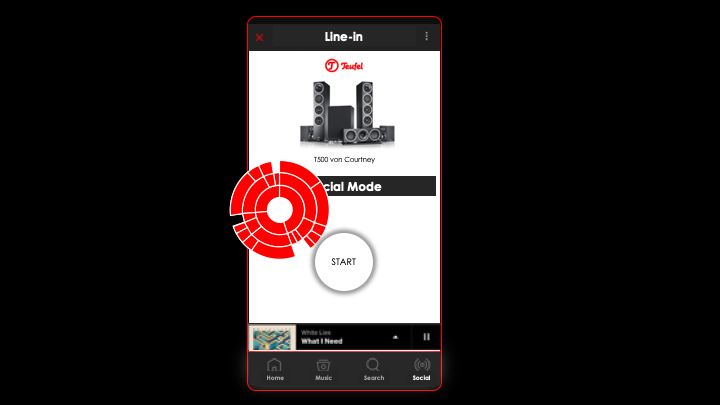 Line-in
Teufel
T500 von Courtney
cial Mode
START
White Lies
What I Need
Home
Music
Search
Social